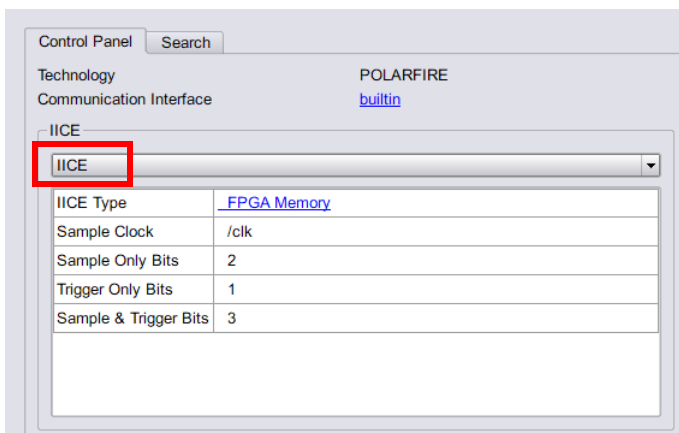 Control Panel Search
Technology POLARFIRE
Communication Interface builtin
IICE
IICE
IICE Type FPGA Memory
Sample Clock /clk
Sample Only Bits 2
Trigger Only Bits 1
Sample & Trigger Bits 3